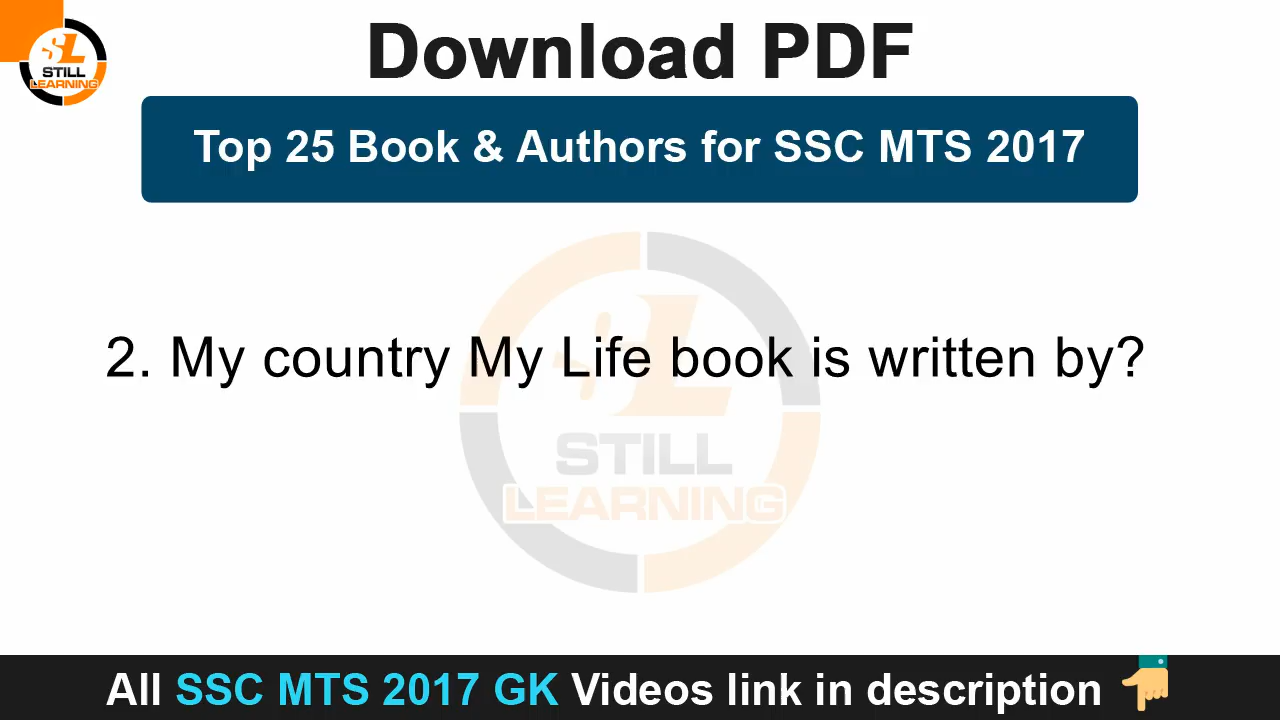 SL
STILL
LEARNING
Download PDF
Top 25 Book & Authors for SSC MTS 2017
2. My country My Life book is written by?
SL
STILL
LEARNING
All SSC MTS 2017 GK Videos link in description